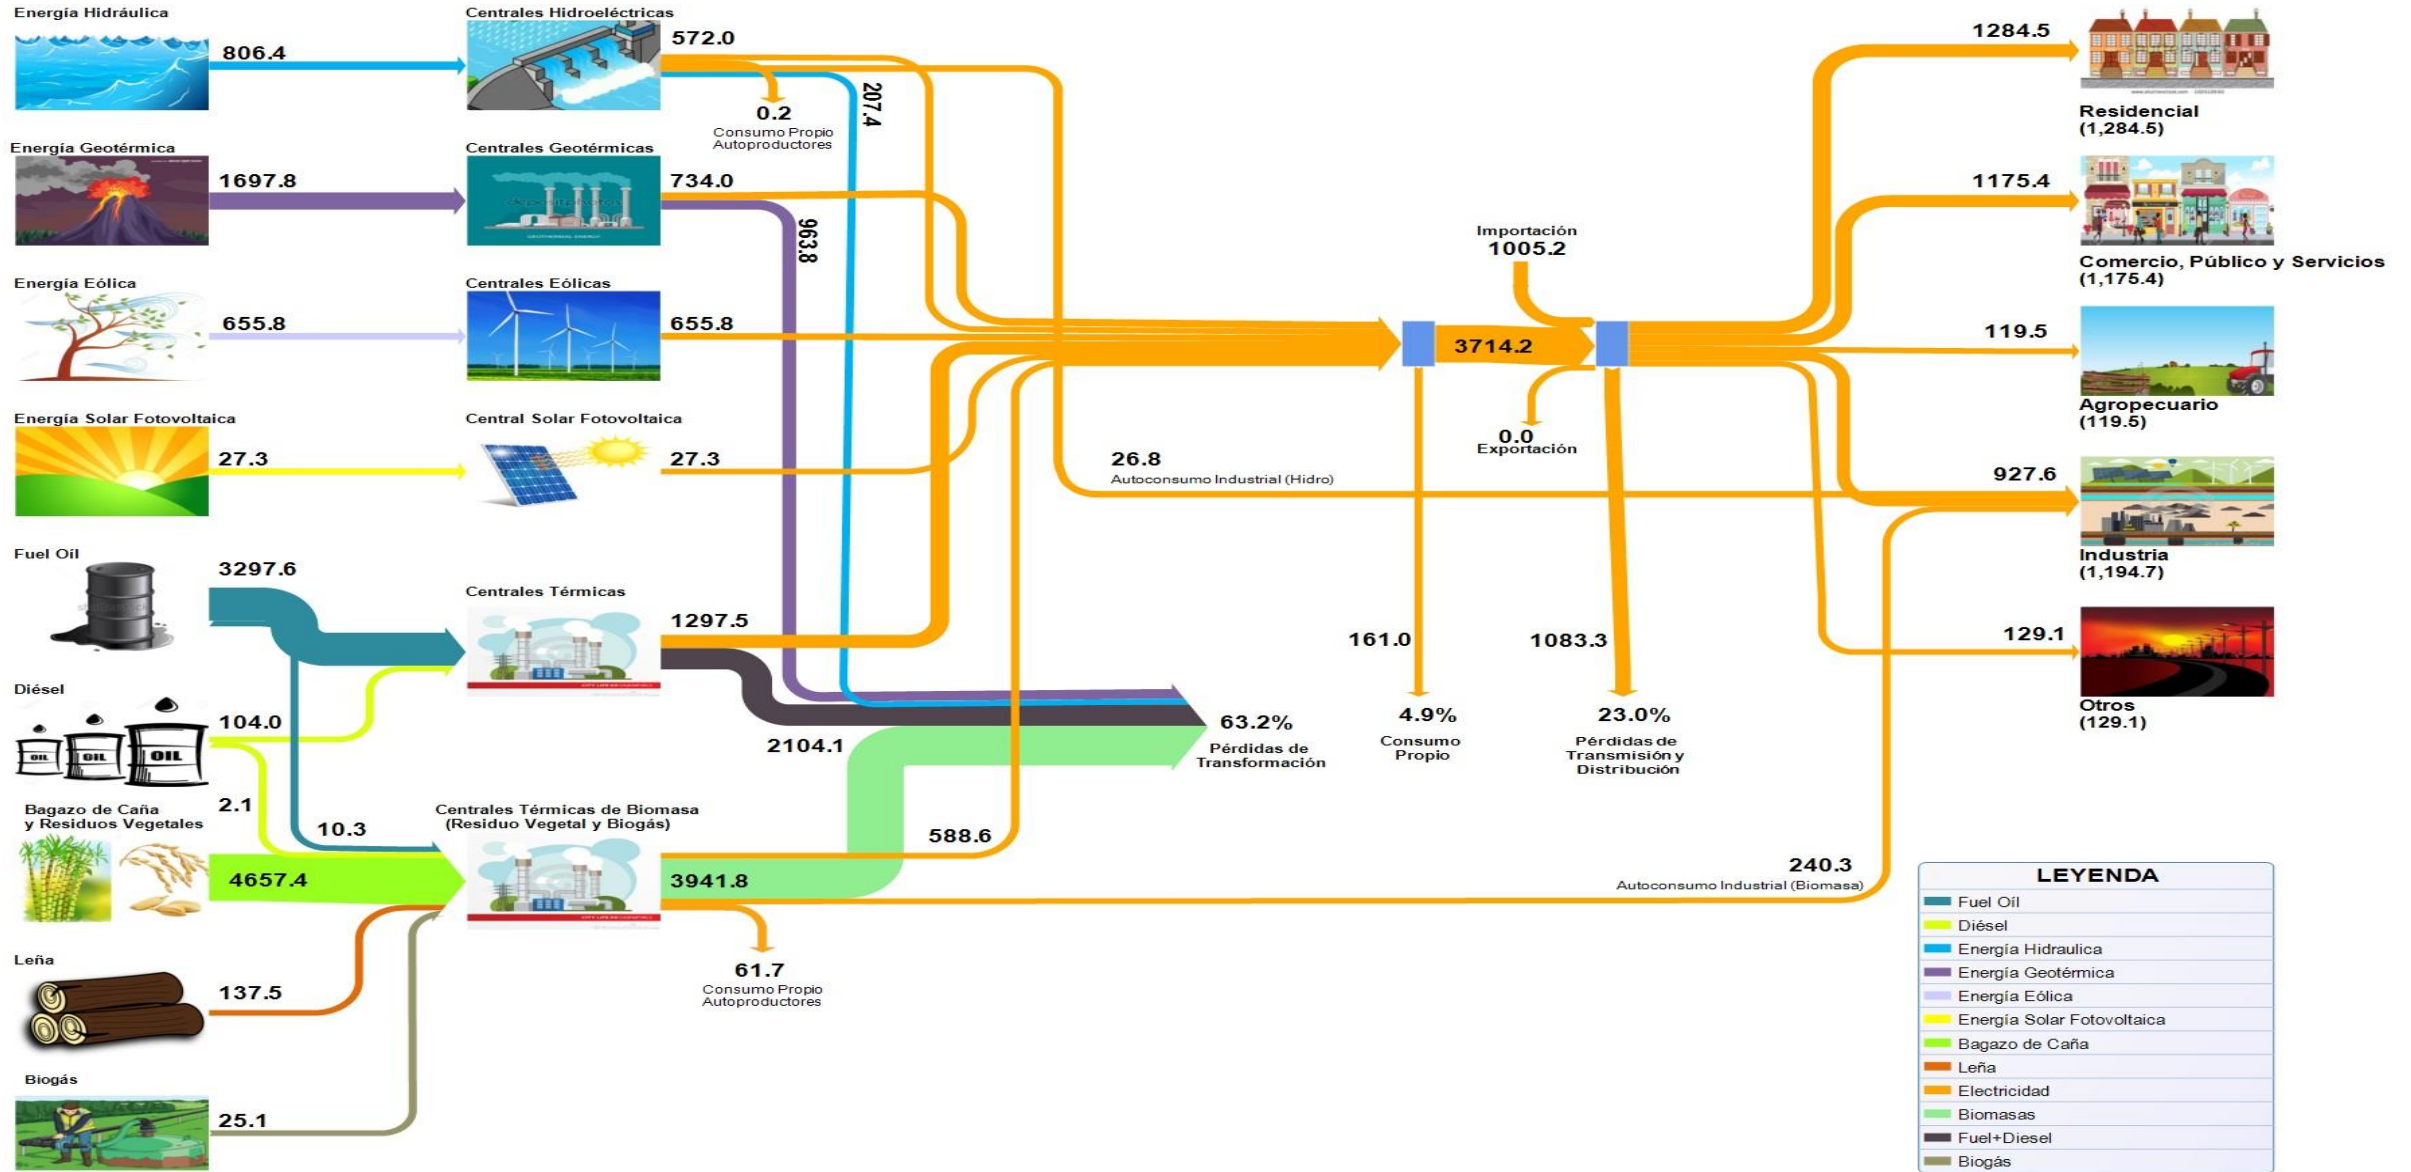 Energía Hidráulica
806.4
Centrales Hidroeléctricas
572.0
0.2
Consumo Propio
Autoproductores
207.4
1284.5
Residencial
(1,284.5)
Energía Geotérmica
1697.8
Centrales Geotérmicas
734.0
963.8
1175.4
Comercio, Público y Servicios
(1,175.4)
Energía Eólica
655.8
Centrales Eólicas
655.8
Importación
1005.2
3714.2
0.0
Exportación
119.5
Agropecuario
(119.5)
Energía Solar Fotovoltaica
27.3
Central Solar Fotovoltaica
27.3
26.8
Autoconsumo Industrial (Hidro)
927.6
Industria
(1,194.7)
Fuel Oíl
3297.6
Centrales Térmicas
1297.5
161.0
1083.3
129.1
Otros
(129.1)
Diésel
OIL
OIL
OIL
104.0
2.1
10.3
2104.1
63.2%
Pérdidas de
Transformación
4.9%
Consumo
Propio
23.0%
Pérdidas de
Transmisión y
Distribución
Bagazo de Caña
y Residuos Vegetales
4657.4
Centrales Térmicas de Biomasa
(Residuo Vegetal y Biogás)
588.6
3941.8
240.3
Autoconsumo Industrial (Biomasa)
61.7
Consumo Propio
Autoproductores
Leña
137.5
Biogás
25.1
LEYENDA
Fuel Oíl
Diésel
Energía Hidraulica
Energía Geotérmica
Energía Eólica
Energía Solar Fotovoltaica
Bagazo de Caña
Leña
Electricidad
Biomasas
Fuel+Diesel
Biogás